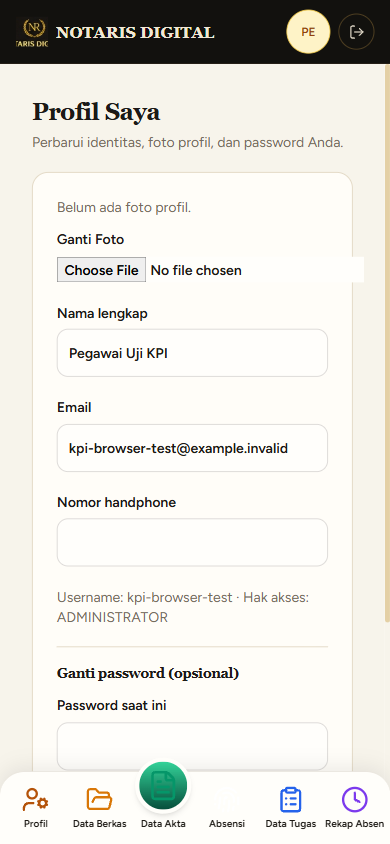 NR
TARIS DIG
NOTARIS DIGITAL
PE
Profil Saya
Perbarui identitas, foto profil, dan password Anda.
Belum ada foto profil.
Ganti Foto
Choose File No file chosen
Nama lengkap
Pegawai Uji KPI
Email
kpi-browser-test@example.invalid
Nomor handphone
Username: kpi-browser-test · Hak akses:
ADMINISTRATOR
Ganti password (opsional)
Password saat ini
Profil Data Berkas Data Akta Absensi Data Tugas Rekap Absen